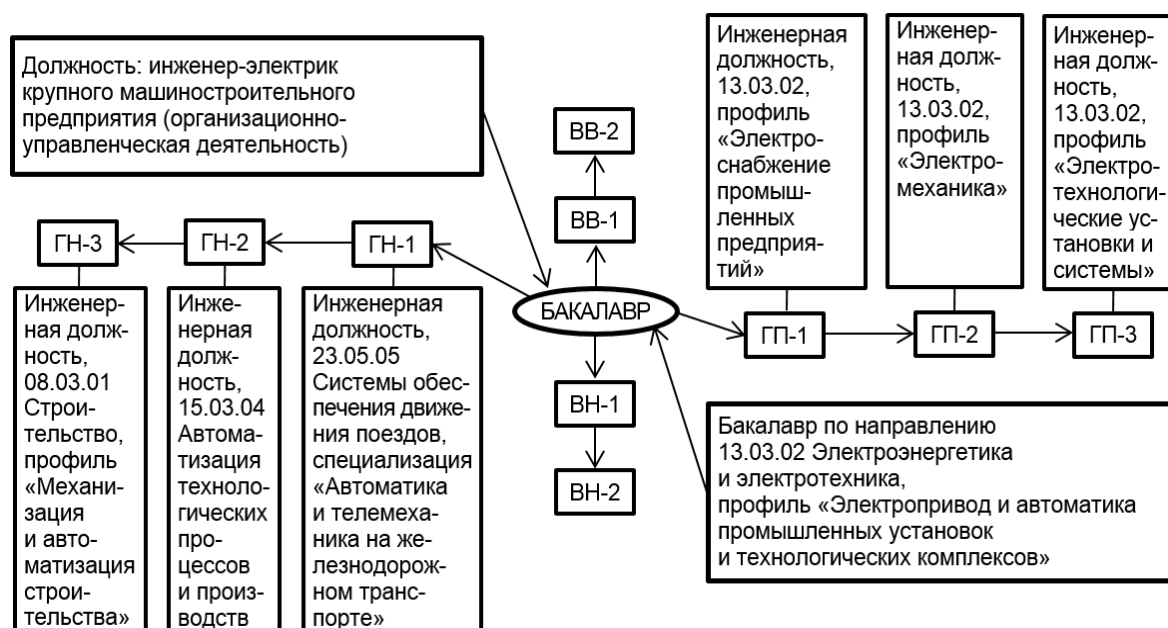 Должность: инженер-электрик
крупного машиностроительного
предприятия (организационно-
управленческая деятельность)
ВВ-2
ВВ-1
Инженерная
должность,
13.03.02,
профиль
«Электро-
снабжение
промыш-
ленных
предприя-
тий»
Инженер-
ная долж-
ность,
13.03.02,
профиль
«Электро-
механика»
Инженер-
ная долж-
ность,
13.03.02,
профиль
«Электро-
технологи-
ческие ус-
тановки и
системы»
ГН-3
ГН-2
ГН-1
БАКАЛАВР
ГП-1
ГП-2
ГП-3
Инженер-
ная долж-
ность,
08.03.01
Строи-
тельство,
профиль
«Механи-
зация
и авто-
матизация
строи-
тельства»
Инже-
нерная
долж-
ность,
15.03.04
Автома-
тизация
техноло-
гических
про-
цессов
и произ-
водств
Инженерная
должность,
23.05.05
Системы обес-
печения движе-
ния поездов,
специализация
«Автоматика
и телемеха-
ника на же-
лезнодорож-
ном транс-
порте»
ВН-1
ВН-2
Бакалавр по направлению
13.03.02 Электроэнергетика
и электротехника,
профиль «Электропривод и автоматика
промышленных установок
и технологических комплексов»